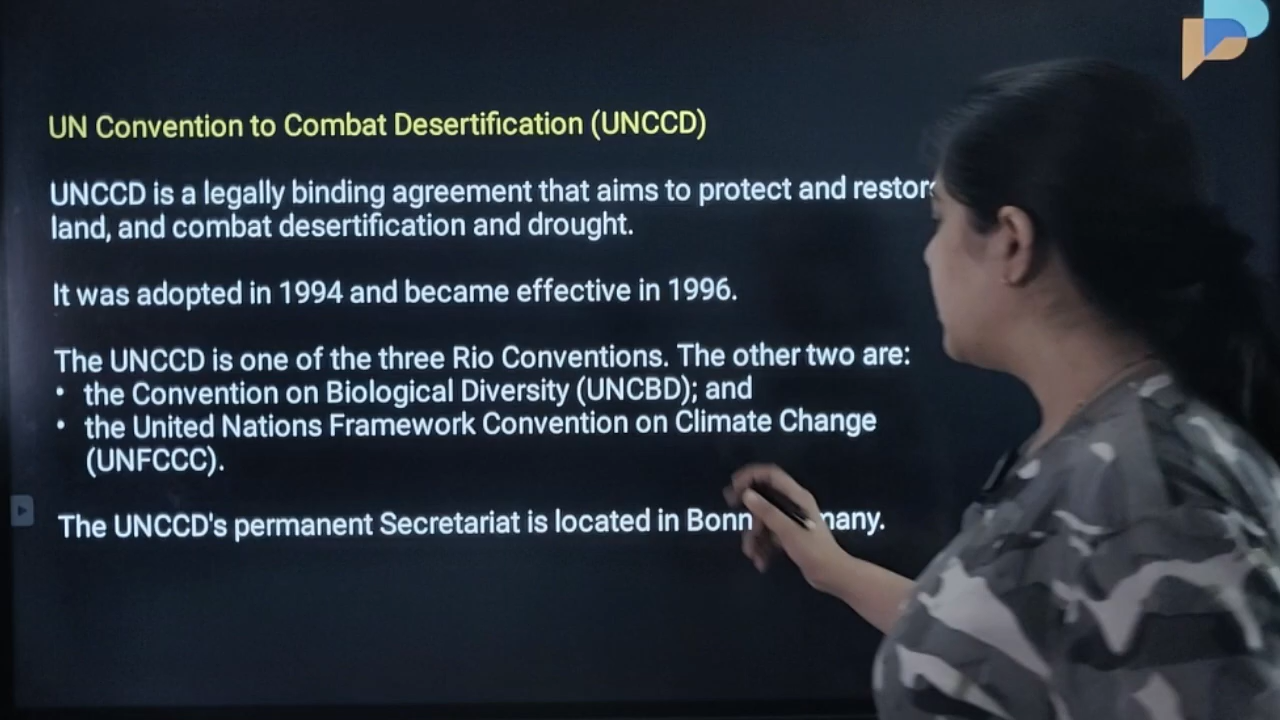 UN Convention to Combat Desertification (UNCCD)
UNCCD is a legally binding agreement that aims to protect and
land, and combat desertification and drought.
It was adopted in 1994 and became effective in 1996.
The UNCCD is one of the three Rio Conventions. The other two are:
• the Convention on Biological Diversity (UNCBD); and
• the United Nations Framework Convention on Climate Change
(UNFCCC).
The UNCCD's permanent Secretariat is located in Bonn